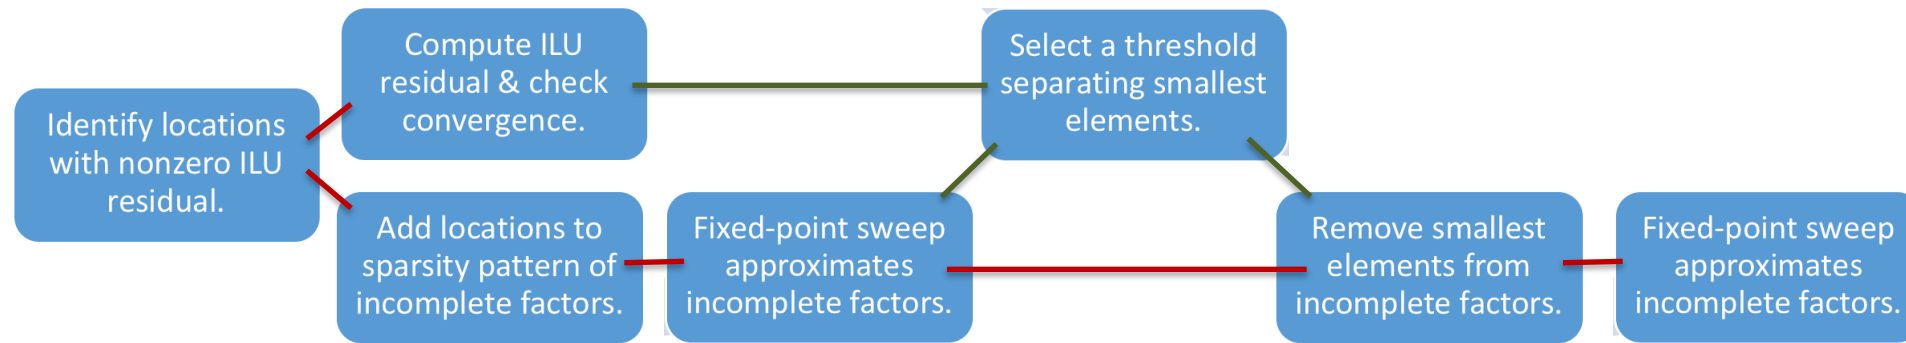 Identify locations
with nonzero ILU
residual.
Compute ILU
residual & check
convergence.
Add locations to
sparsity pattern of
incomplete factors.
Fixed-point sweep
approximates
incomplete factors.
Select a threshold
separating smallest
elements.
Remove smallest
elements from
incomplete factors.
Fixed-point sweep
approximates
incomplete factors.